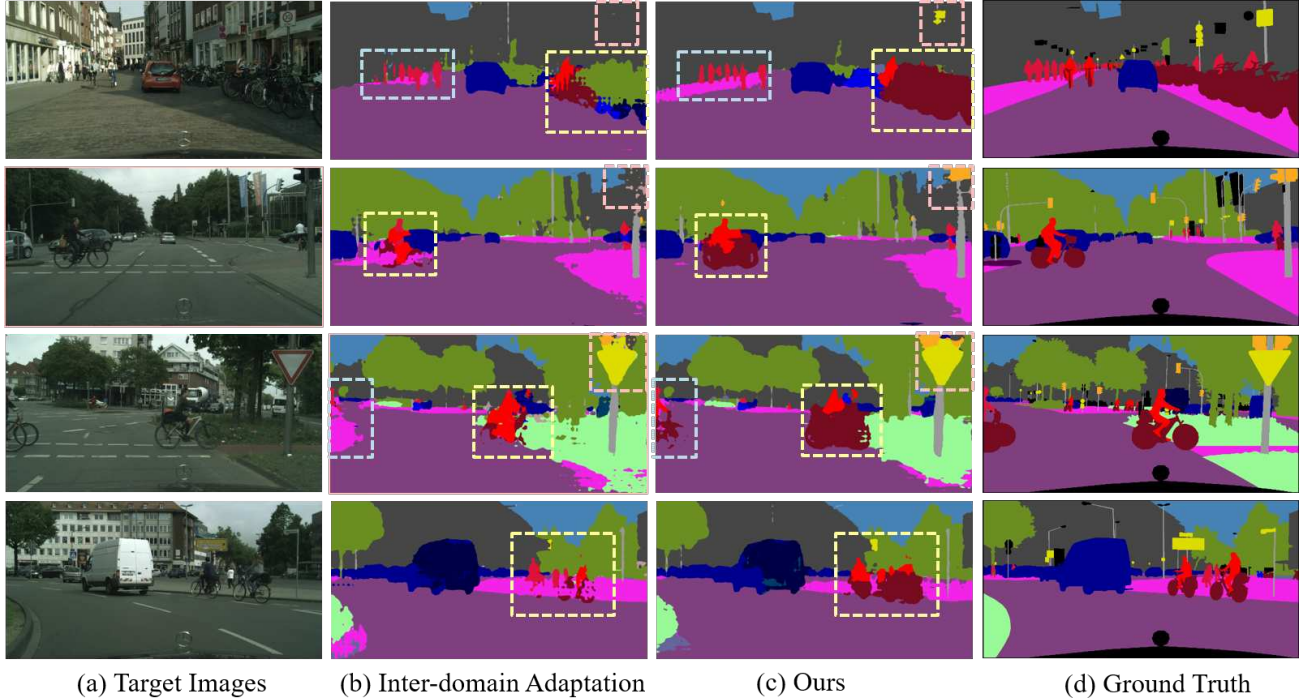 (a) Target Images
(b) Inter-domain Adaptation
(c) Ours
(d) Ground Truth